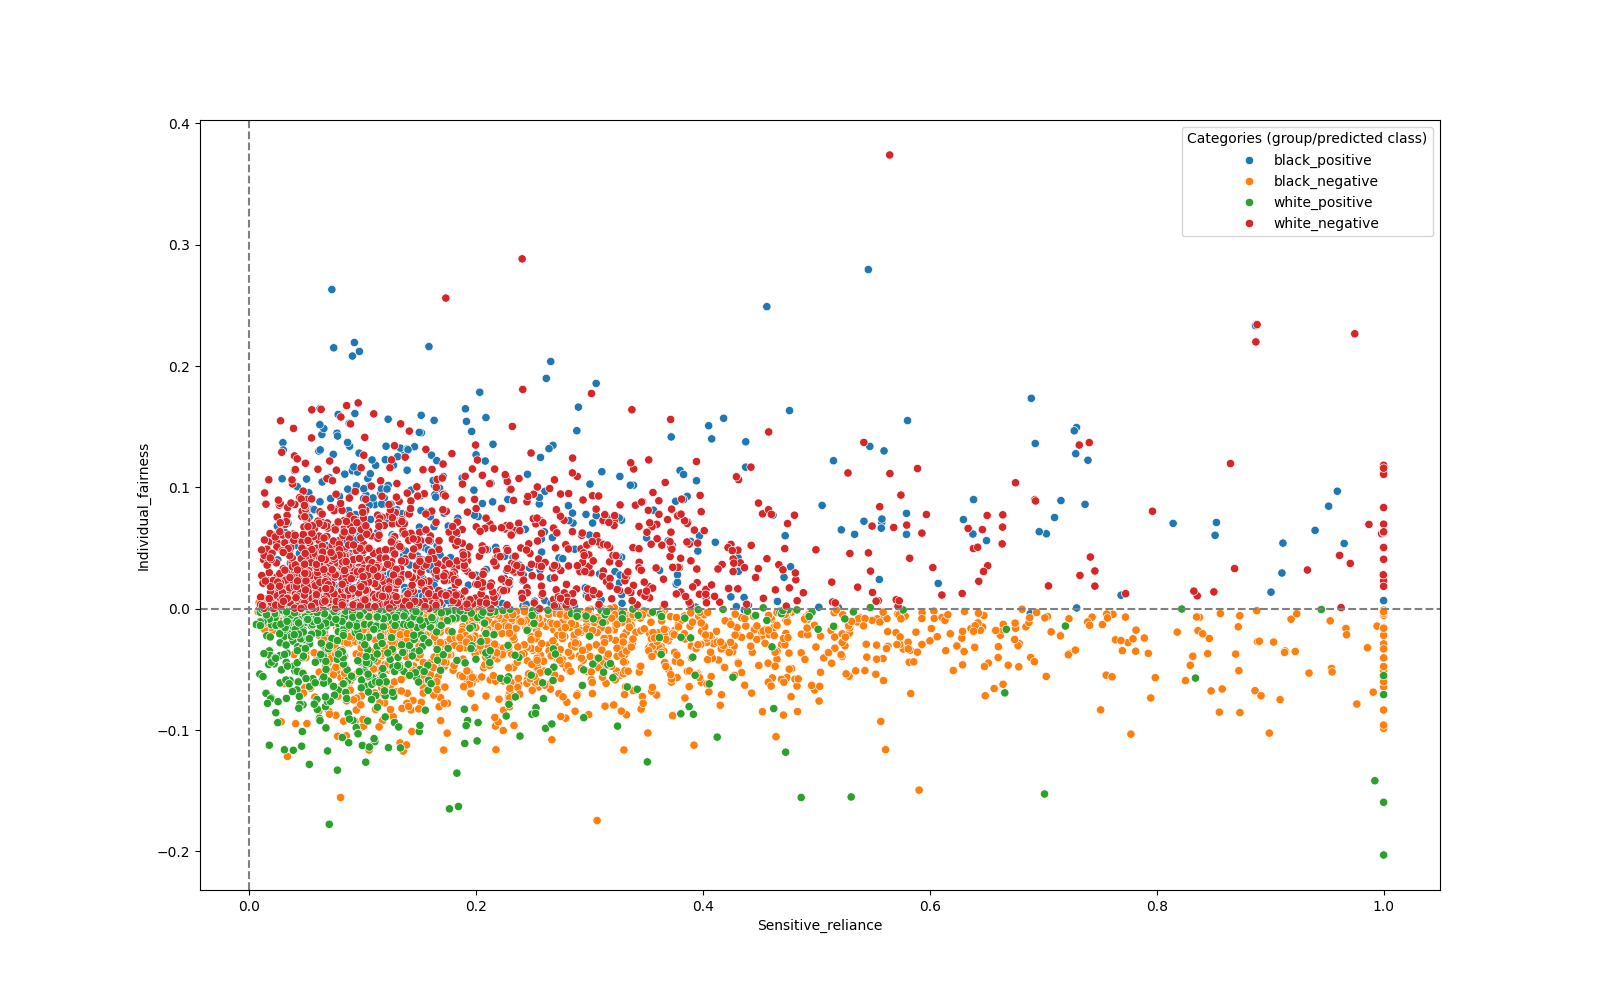 Categories (group/predicted class)
black_positive
black_negative
white_positive
white_negative
0.4
0.3
0.2
0.1
0.0
−0.1
−0.2
Individual_fairness
0.0 0.2 0.4 0.6 0.8 1.0
Sensitive_reliance